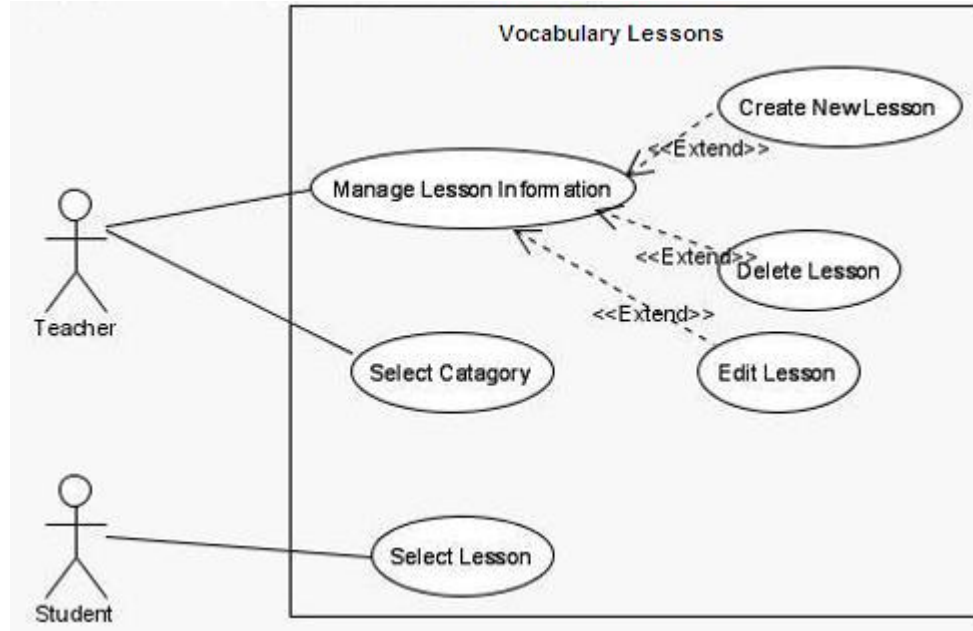 Vocabulary Lessons
Create NewLesson
<<Extend>>
Manage Lesson Information
<<Extend>>
Delete Lesson
<<Extend>>
Teacher
Select Catagory
Edit Lesson
Select Lesson
Student